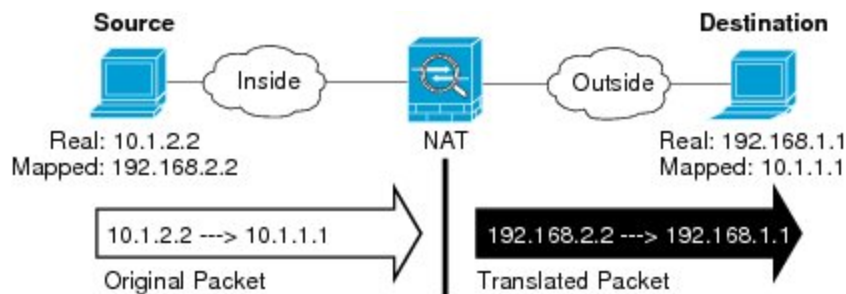 Source
Destination
Inside
Outside
Real: 10.1.2.2
Mapped: 192.168.2.2
NAT
Real: 192.168.1.1
Mapped: 10.1.1.1
10.1.2.2 ---> 10.1.1.1
192.168.2.2 ---> 192.168.1.1
Original Packet
Translated Packet